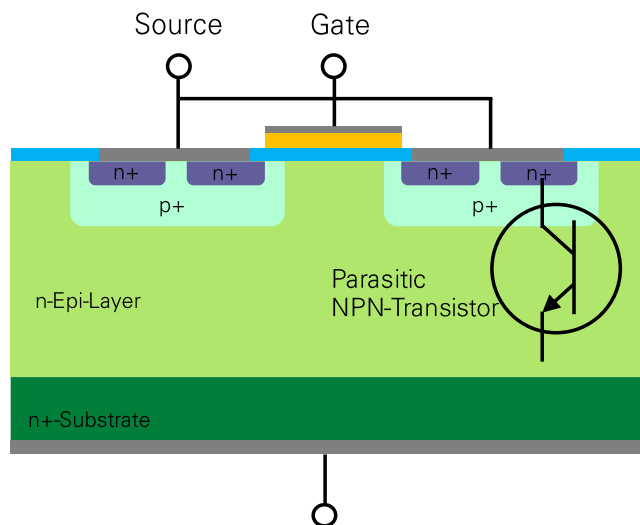 Source
Gate
n+
n+
n+
n+
p+
p+
n-Epi-Layer
Parasitic
NPN-Transistor
n+-Substrate